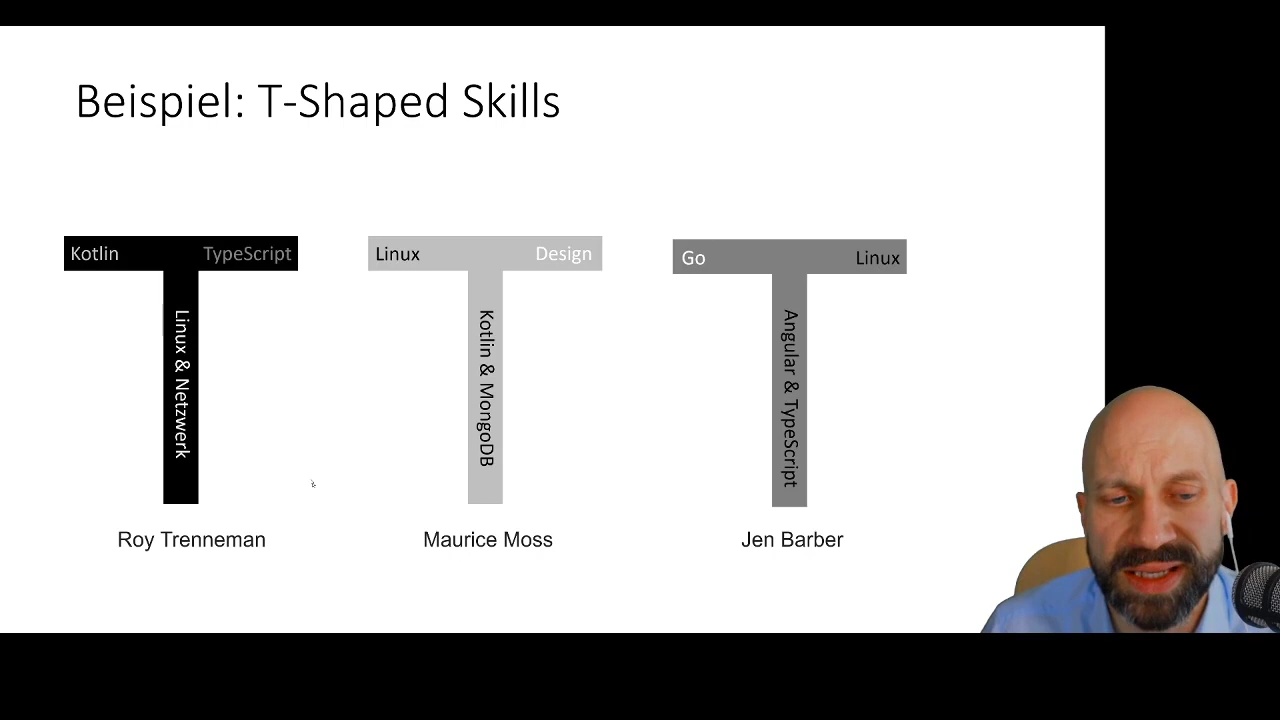 Beispiel: T-Shaped Skills
Kotlin TypeScript
Linux & Netzwerk
Roy Trenneman
Linux Design
Kotlin & MongoDB
Maurice Moss
Go Linux
Angular & TypeScript
Jen Barber